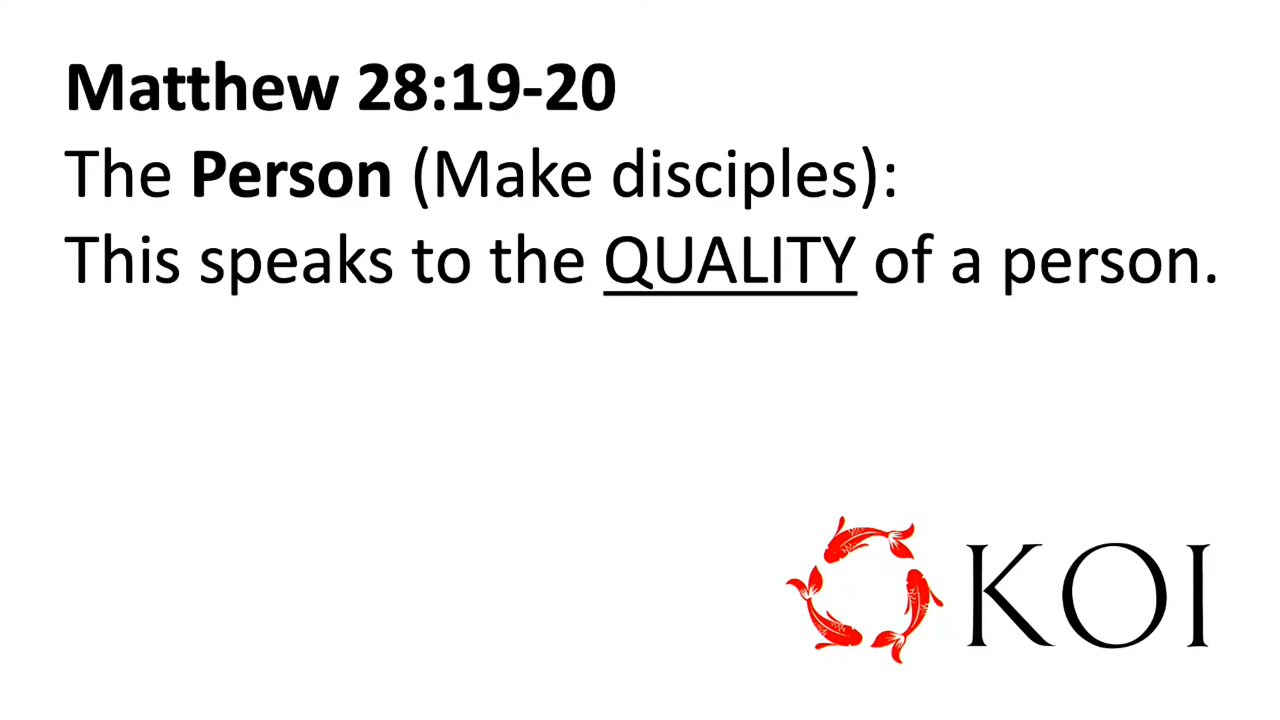 Matthew 28:19-20
The Person (Make disciples):
This speaks to the QUALITY of a person.
KOI